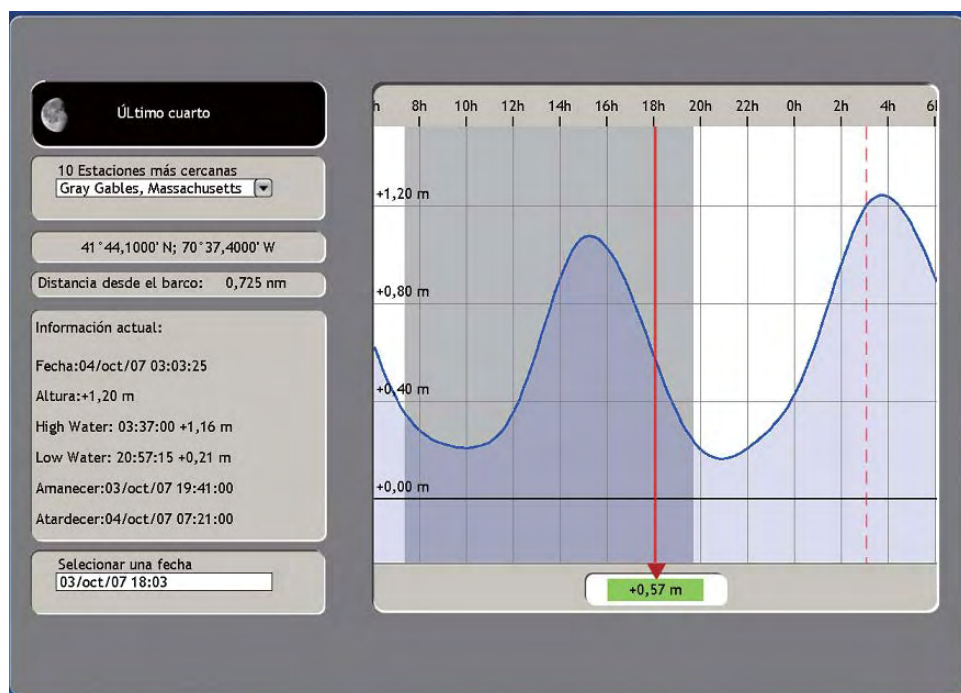 ÚLtimo cuarto
10 Estaciones más cercanas
Gray Gables, Massachusetts
41°44,1000' N; 70°37,4000' W
Distancia desde el barco: 0,725 nm
Información actual:
Fecha:04/oct/07 03:03:25
Altura:+1,20 m
High Water: 03:37:00 +1,16 m
Low Water: 20:57:15 +0,21 m
Amanecer:03/oct/07 19:41:00
Atardecer:04/oct/07 07:21:00
Selecionar una fecha
03/oct/07 18:03
h 8h 10h 12h 14h 16h 18h 20h 22h 0h 2h 4h 6h
+1,20 m
+0,80 m
+0,40 m
+0,00 m
+0,57 m